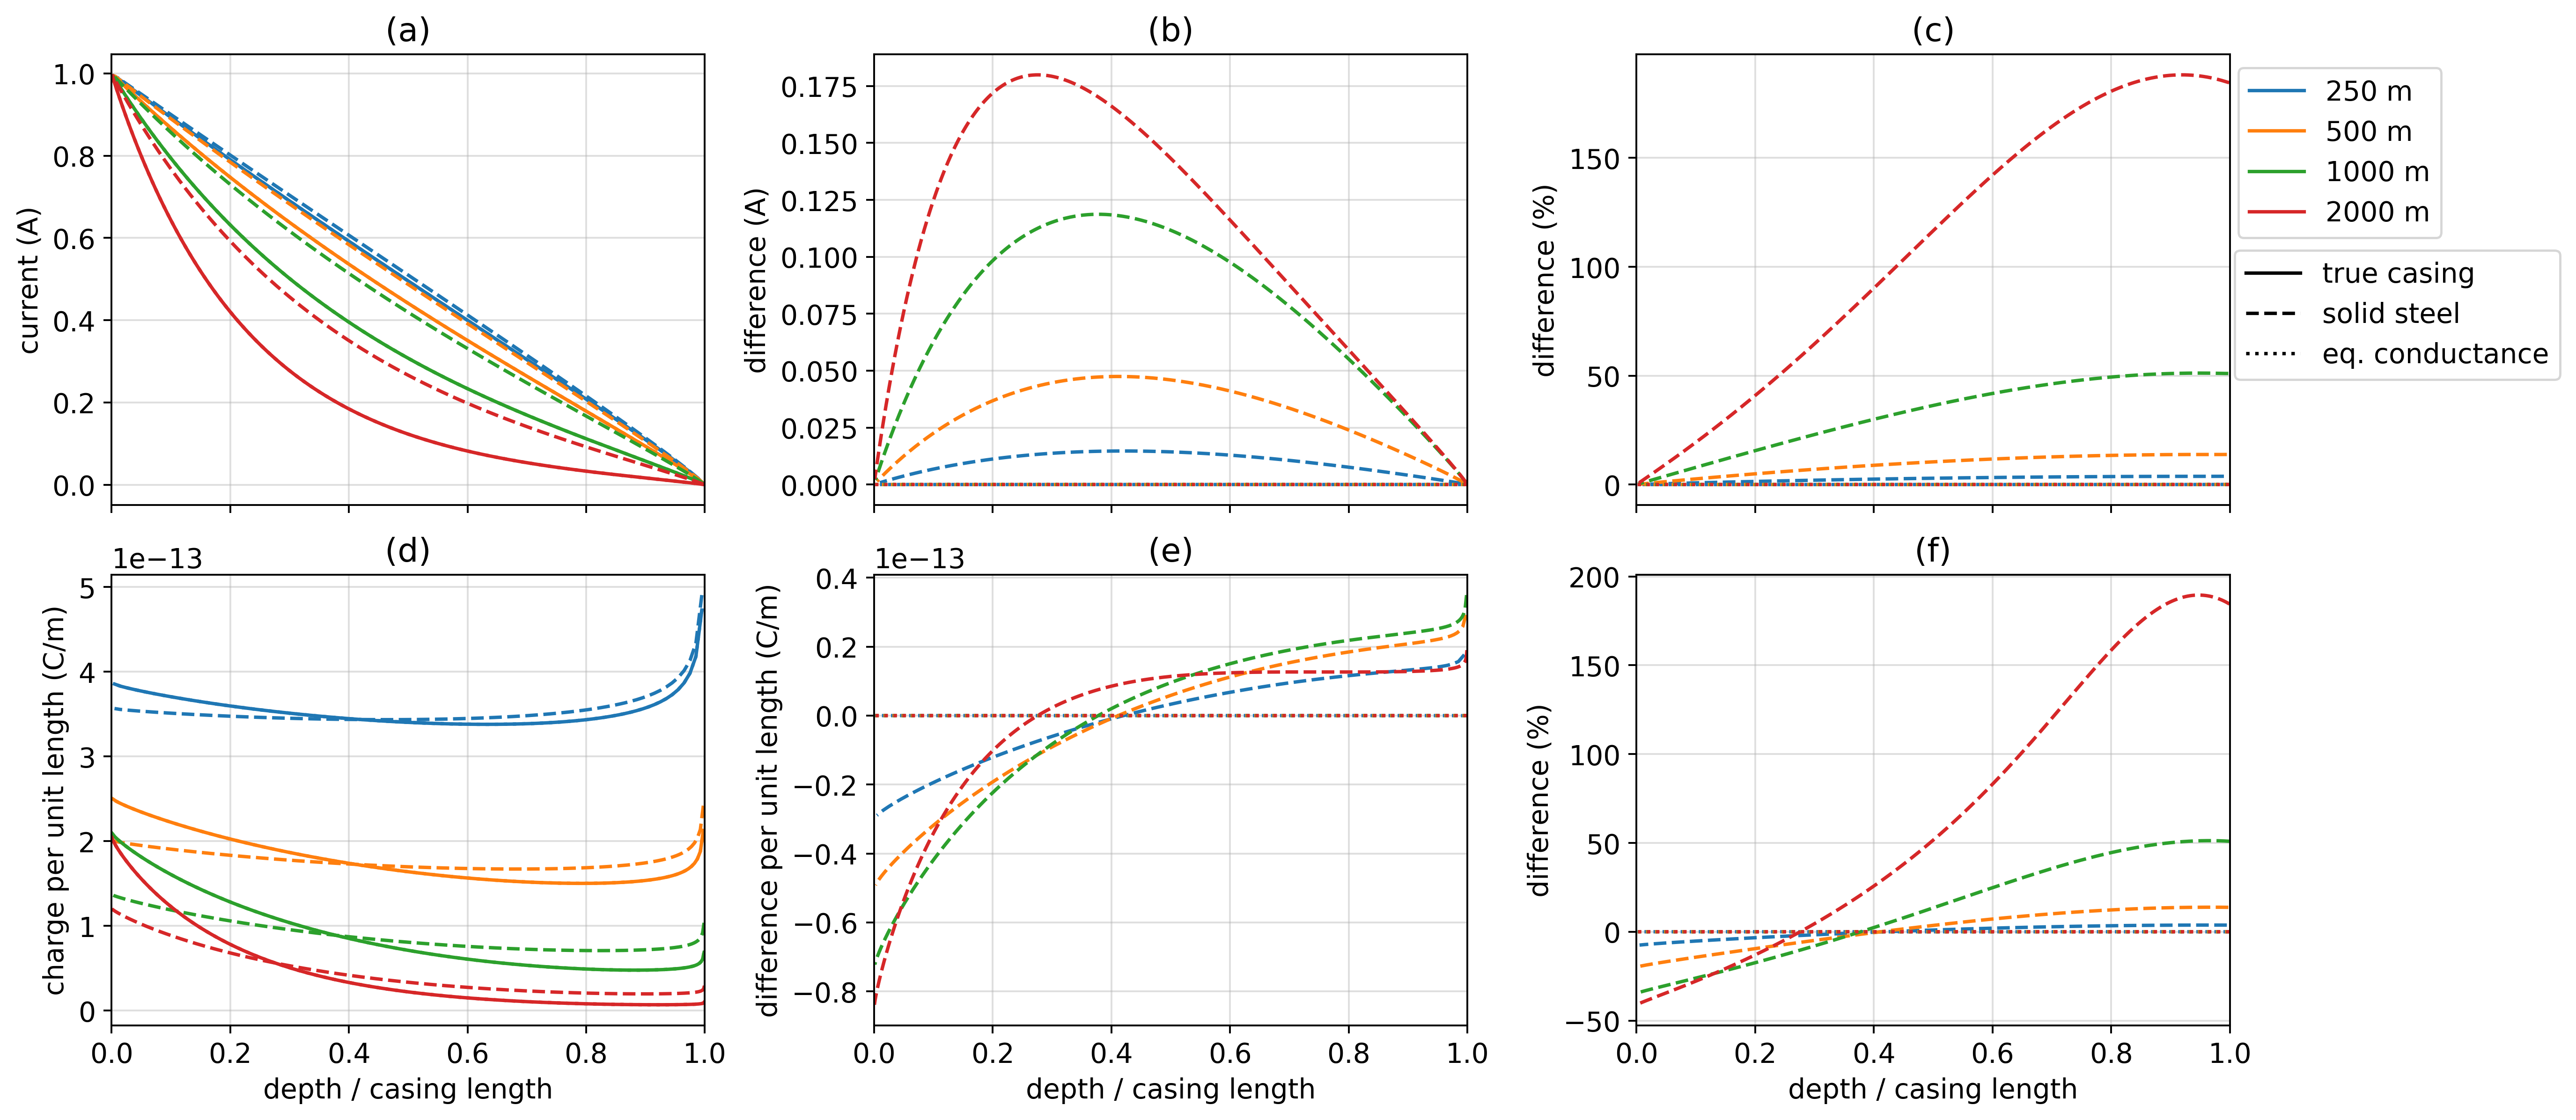 (a)
current (A)
1.0
0.8
0.6
0.4
0.2
0.0
(b)
difference (A)
0.175
0.150
0.125
0.100
0.075
0.050
0.025
0.000
(c)
difference (%)
150
100
50
0
250 m
500 m
1000 m
2000 m
true casing
solid steel
eq. conductance
(d)
1e−13
charge per unit length (C/m)
5
4
3
2
1
0
0.0 0.2 0.4 0.6 0.8 1.0
depth / casing length
(e)
1e−13
difference per unit length (C/m)
0.4
0.2
0.0
−0.2
−0.4
−0.6
−0.8
0.0 0.2 0.4 0.6 0.8 1.0
depth / casing length
(f)
difference (%)
200
150
100
50
0
−50
0.0 0.2 0.4 0.6 0.8 1.0
depth / casing length